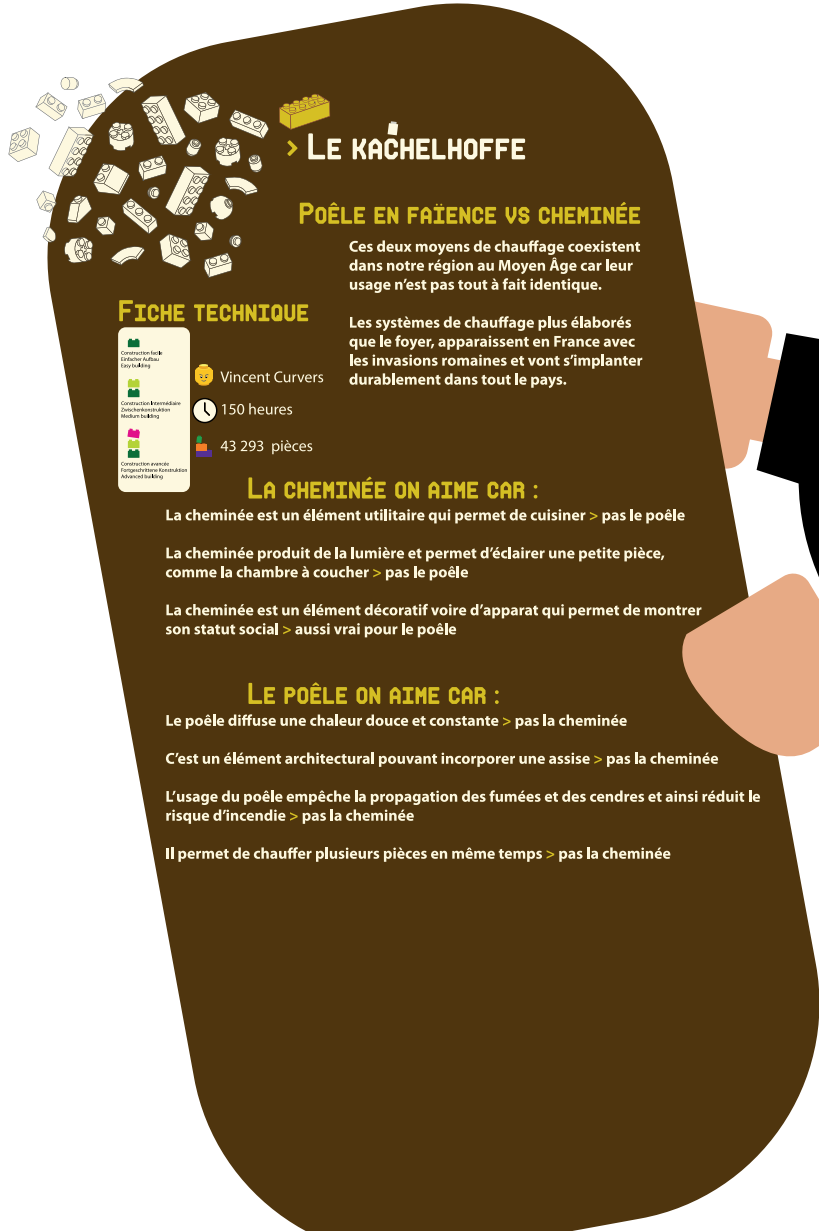 > Le kachelhoffe
Poêle en faïence vs cheminée
Ces deux moyens de chauffage coexistent
dans notre région au Moyen Âge car leur
usage n'est pas tout à fait identique.
Les systèmes de chauffage plus élaborés
que le foyer, apparaissent en France avec
les invasions romaines et vont s'implanter
durablement dans tout le pays.
Fiche technique
Construction facile
Einfacher Aufbau
Easy building
Construction Intermédiaire
Zwischenkonstruktion
Medium building
Construction avancée
Fortgeschrittene Konstruktion
Advanced building
Vincent Curvers
150 heures
43 293 pièces
La cheminée on aime car :
La cheminée est un élément utilitaire qui permet de cuisiner > pas le poêle
La cheminée produit de la lumière et permet d'éclairer une petite pièce,
comme la chambre à coucher > pas le poêle
La cheminée est un élément décoratif voire d'apparat qui permet de montrer
son statut social > aussi vrai pour le poêle
Le poêle on aime car :
Le poêle diffuse une chaleur douce et constante > pas la cheminée
C'est un élément architectural pouvant incorporer une assise > pas la cheminée
L'usage du poêle empêche la propagation des fumées et des cendres et ainsi réduit le
risque d'incendie > pas la cheminée
Il permet de chauffer plusieurs pièces en même temps > pas la cheminée